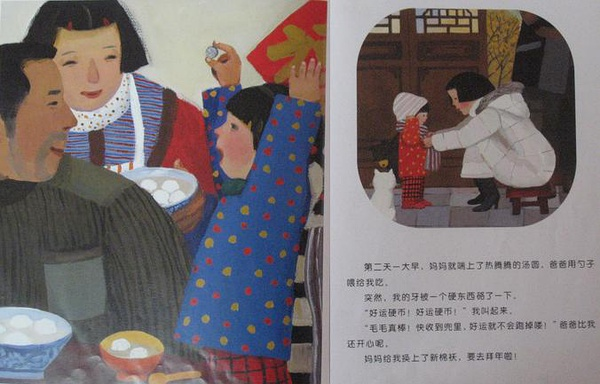 第二天一大早，妈妈就端上了热腾腾的汤圆，爸爸用勺子
喂给我吃。
突然，我的牙被一个硬东西硌了一下。
“好运硬币！好运硬币！”我叫起来。
“毛毛真棒！快收到兜里，好运就不会跑掉喽！”爸爸比我
还开心呢。
妈妈给我换上了新棉袄，要去拜年啦！